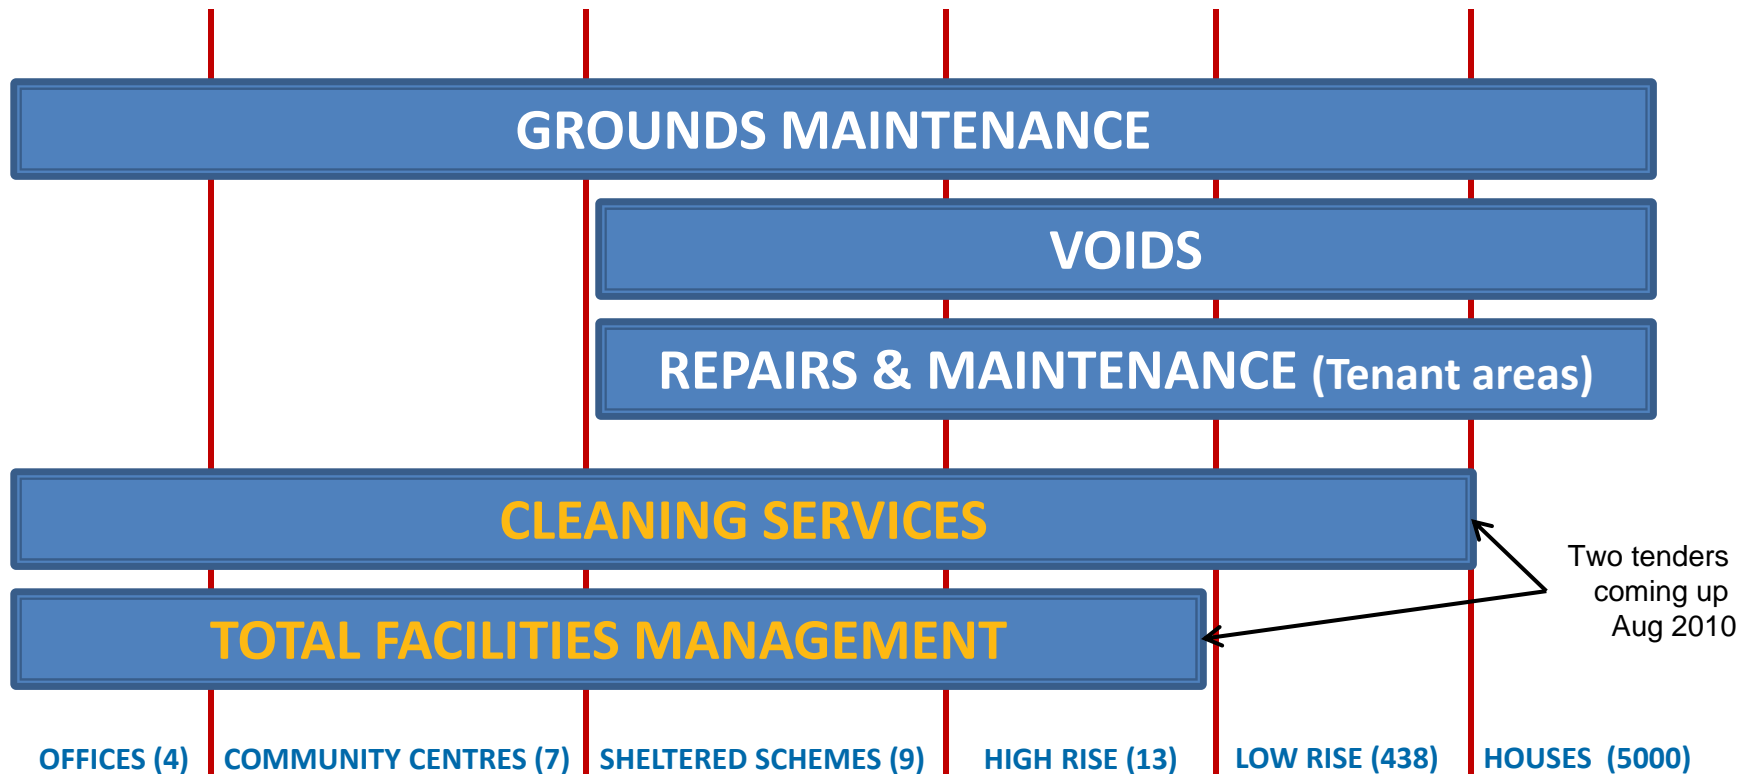 GROUNDS MAINTENANCE
VOIDS
REPAIRS & MAINTENANCE (Tenant areas)
CLEANING SERVICES
Two tenders
coming up
Aug 2010
TOTAL FACILITIES MANAGEMENT
OFFICES (4)
COMMUNITY CENTRES (7)
SHELTERED SCHEMES (9)
HIGH RISE (13)
LOW RISE (438)
HOUSES (5000)